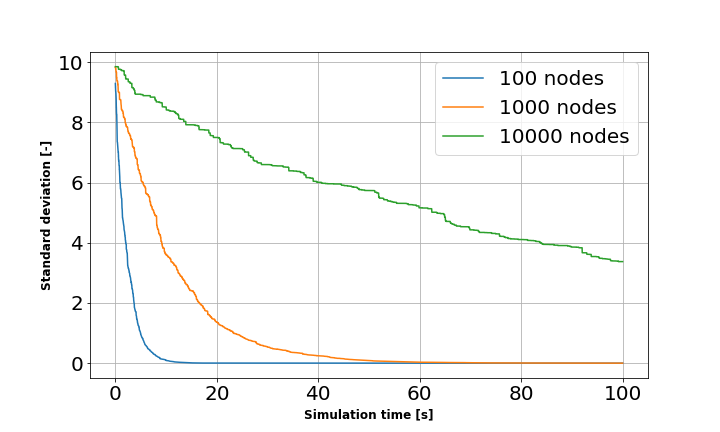 10
8
6
4
2
0
Standard deviation [-]
100 nodes
1000 nodes
10000 nodes
0 20 40 60 80 100
Simulation time [s]